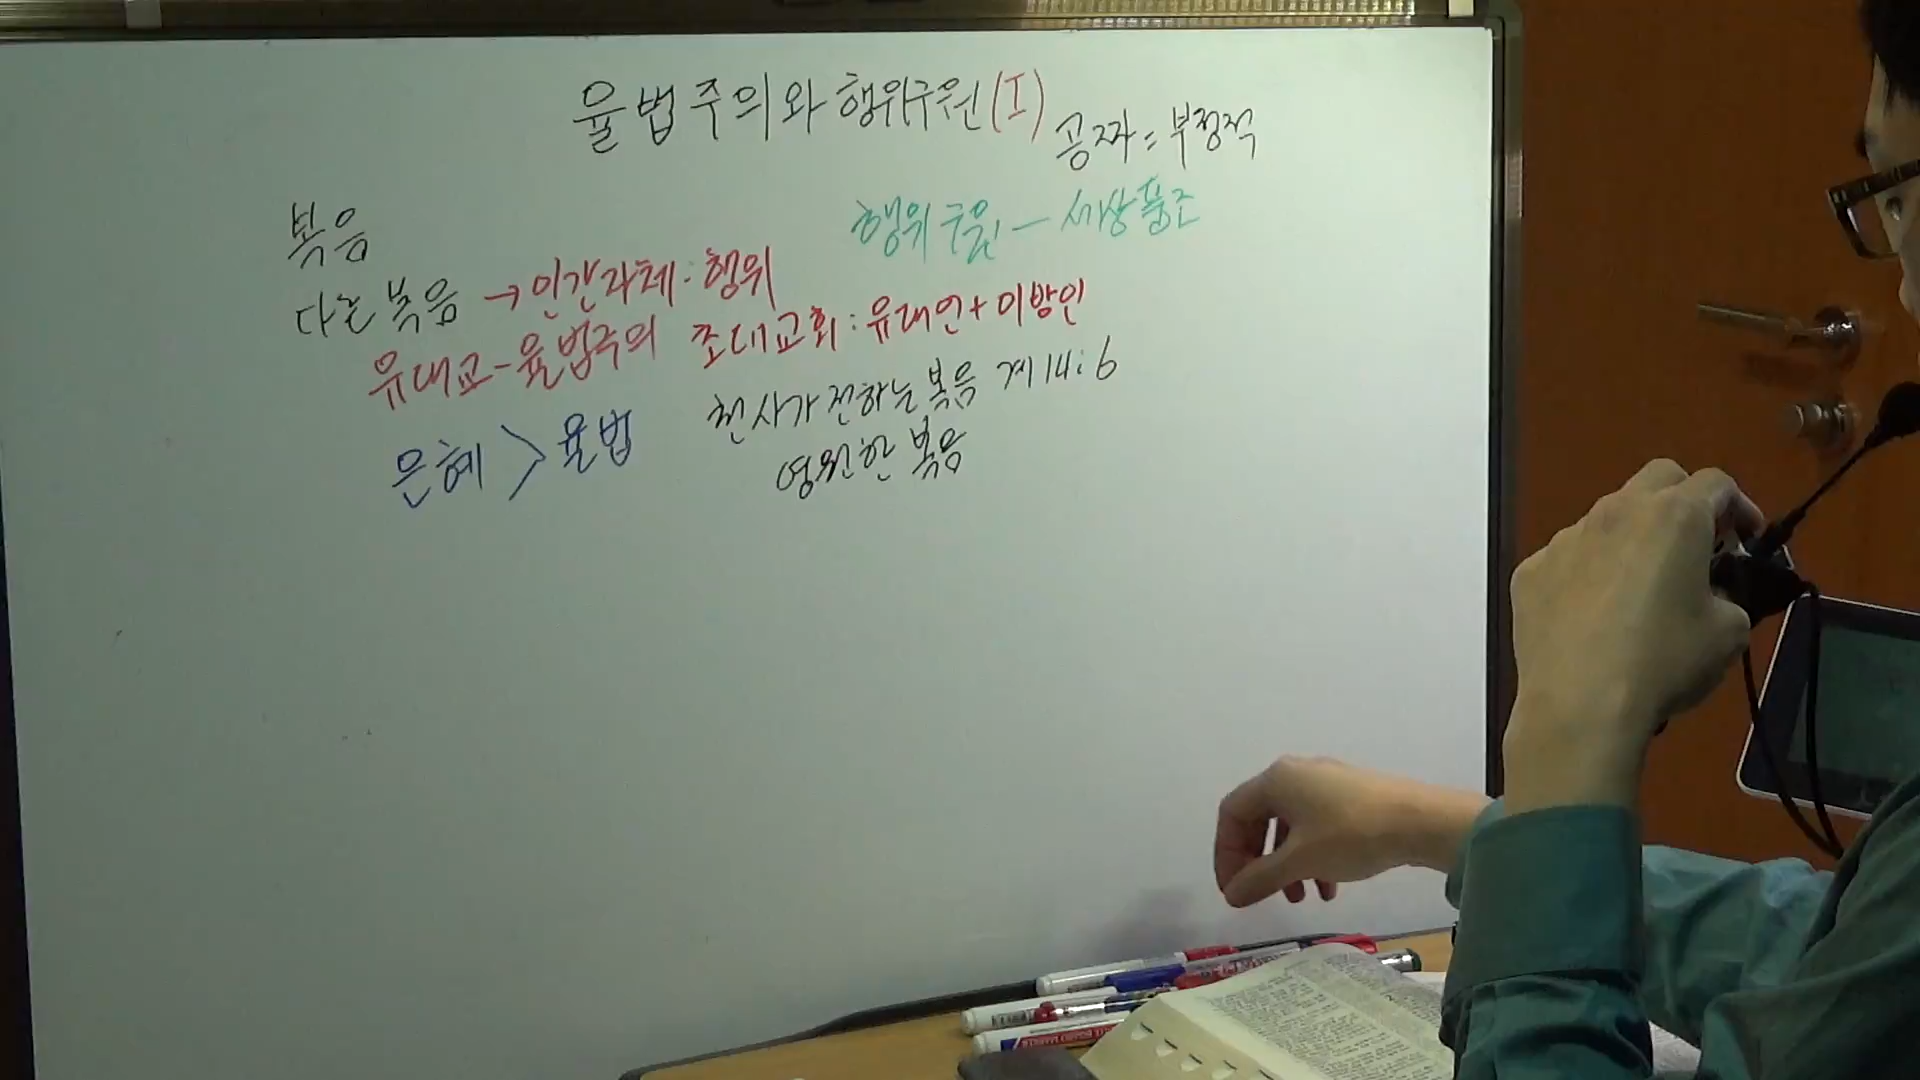 율법주의와 행위구원(I)
공짜 = 부정적
행위구원 - 세상풍조
복음
다른 복음 → 인간자체 : 행위
유대교 - 율법주의 초대교회 : 유대인 + 이방인
은혜 > 율법
천사가 전하는 복음 계 14:6
영원한 복음